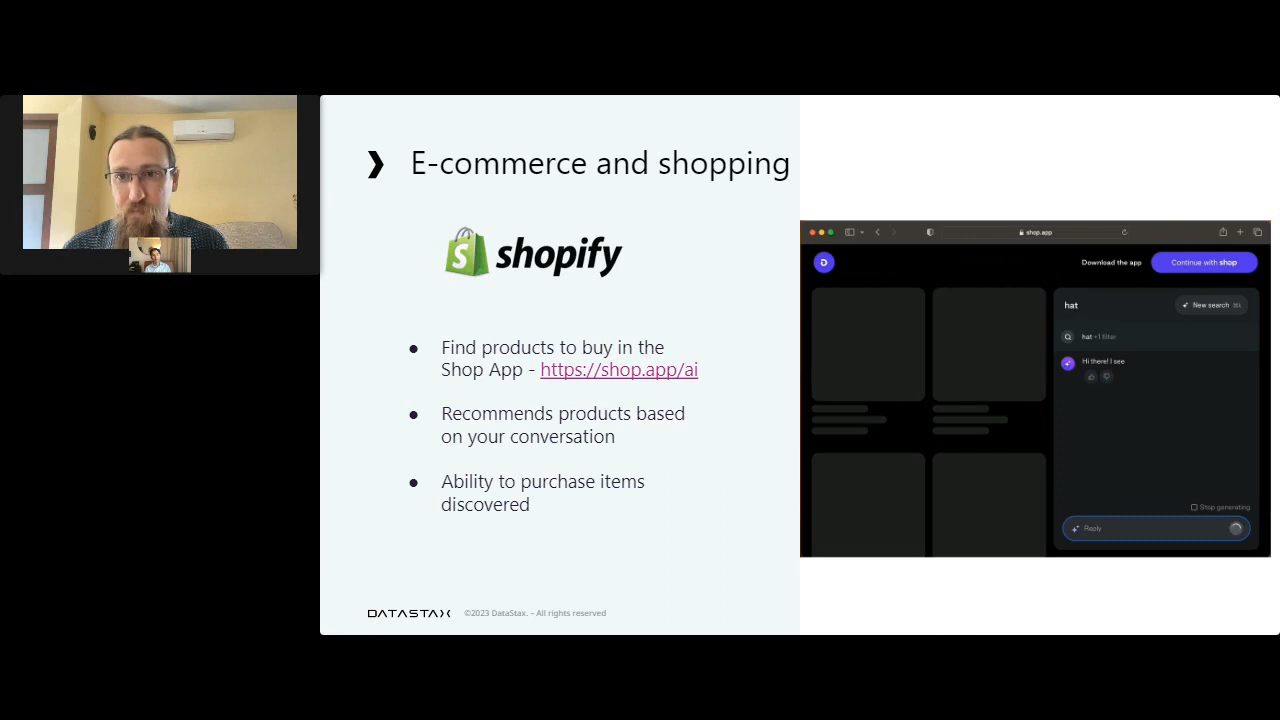 ❯ E-commerce and shopping
shopify
● Find products to buy in the
Shop App - https://shop.app/ai
● Recommends products based
on your conversation
● Ability to purchase items
discovered
DATASTAX ©2023 DataStax. – All rights reserved
shop.app
Download the app
Continue with shop
hat
New search
hat +1 filter
Hi there! I see
Stop generating
Reply